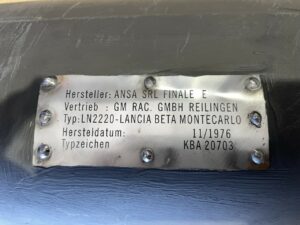 Hersteller: ANSA SRL FINALE E
Vertrieb : GM RAC. GMBH REILINGEN
Typ: LN2220-LANCIA BETA MONTECARLO
Hersteldatum: 11/1976
Typzeichen KBA 20703